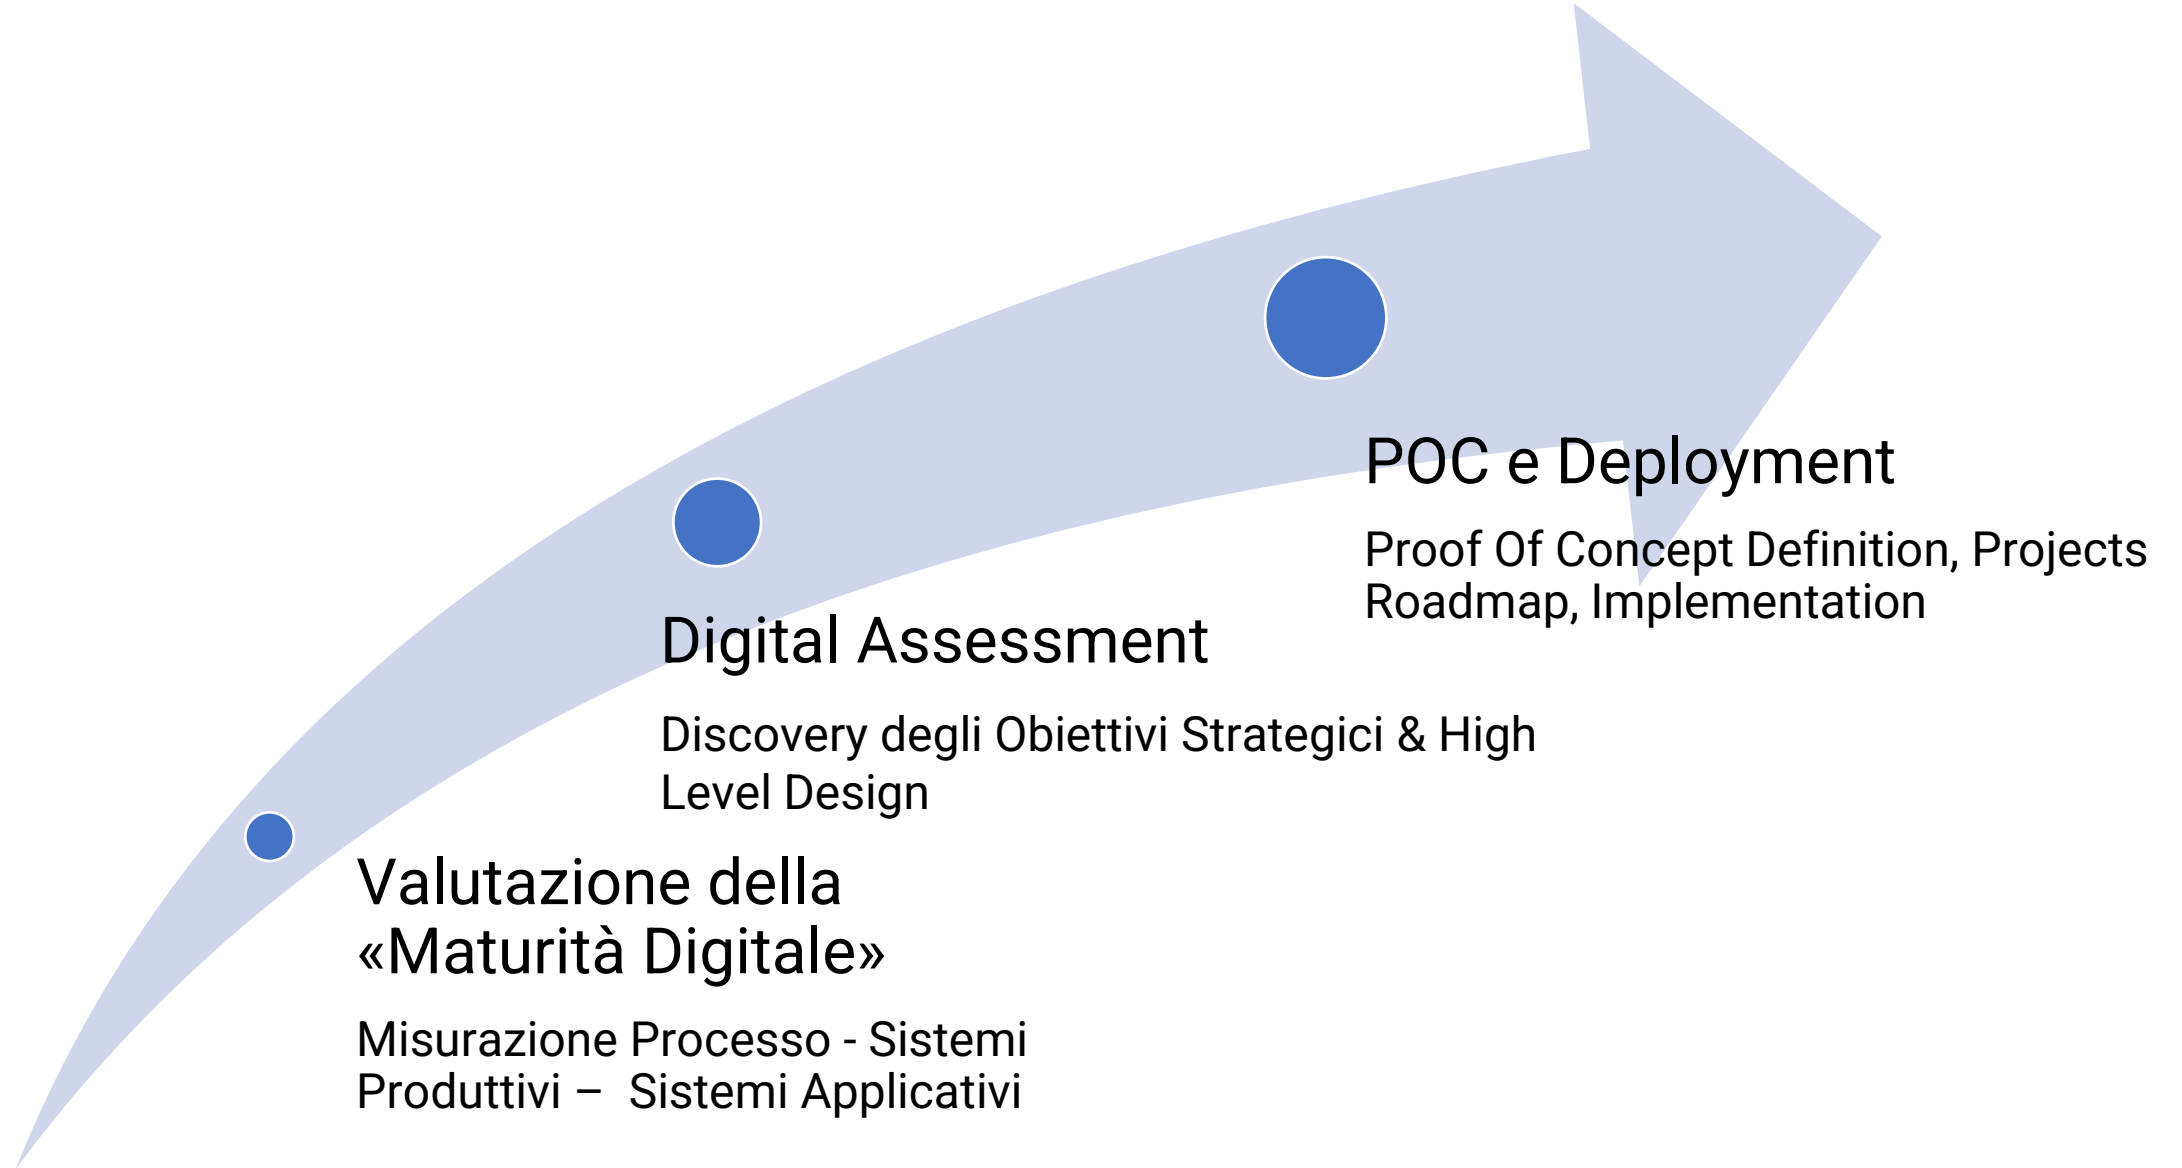 POC e Deployment
Proof Of Concept Definition, Projects
Roadmap, Implementation
Digital Assessment
Discovery degli Obiettivi Strategici & High
Level Design
Valutazione della
«Maturità Digitale»
Misurazione Processo - Sistemi
Produttivi –  Sistemi Applicativi